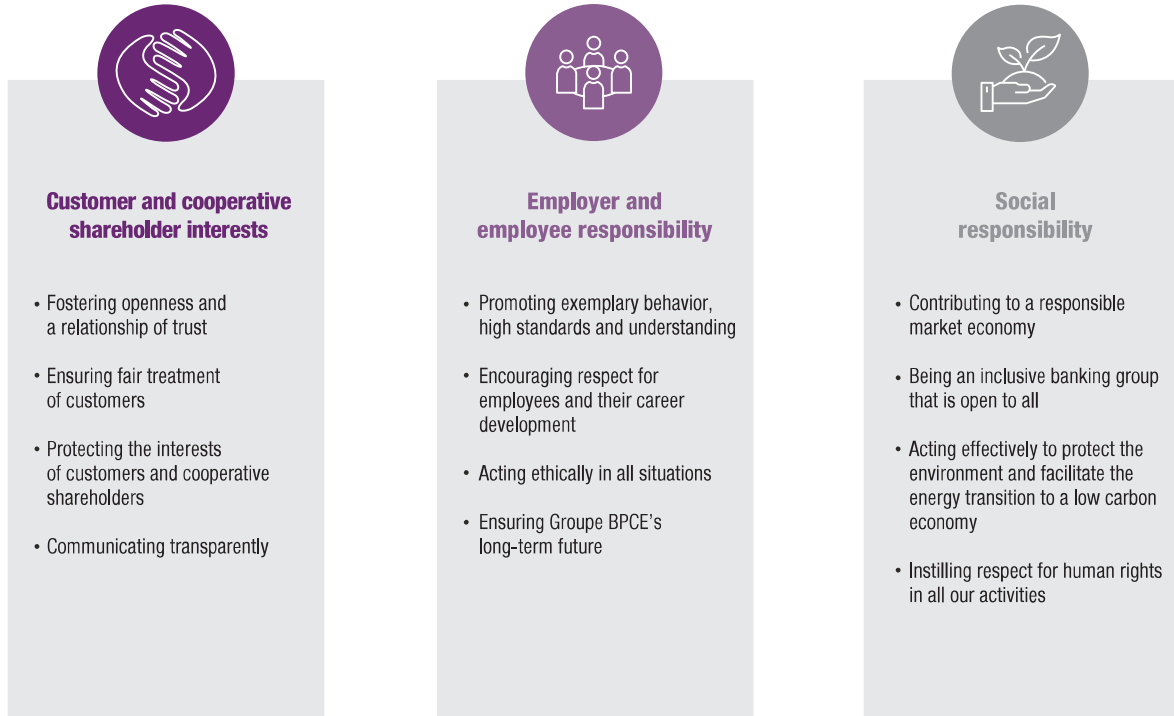 Customer and cooperative
shareholder interests
• Fostering openness and
a relationship of trust
• Ensuring fair treatment
of customers
• Protecting the interests
of customers and cooperative
shareholders
• Communicating transparently
Employer and
employee responsibility
• Promoting exemplary behavior,
high standards and understanding
• Encouraging respect for
employees and their career
development
• Acting ethically in all situations
• Ensuring Groupe BPCE's
long-term future
Social
responsibility
• Contributing to a responsible
market economy
• Being an inclusive banking group
that is open to all
• Acting effectively to protect the
environment and facilitate the
energy transition to a low carbon
economy
• Instilling respect for human rights
in all our activities